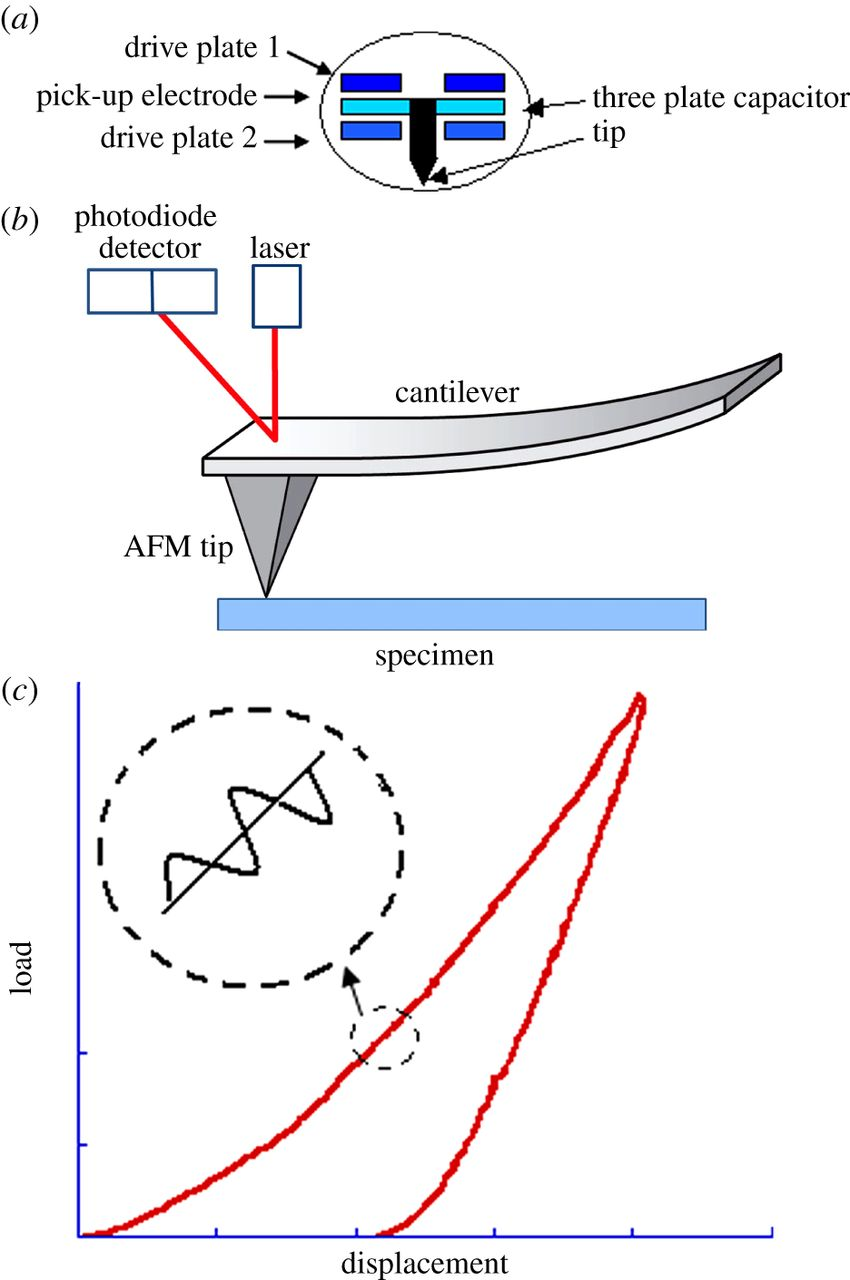 (a)
drive plate 1
pick-up electrode
drive plate 2
three plate capacitor
tip
(b)
photodiode
detector
laser
cantilever
AFM tip
specimen
(c)
load
displacement